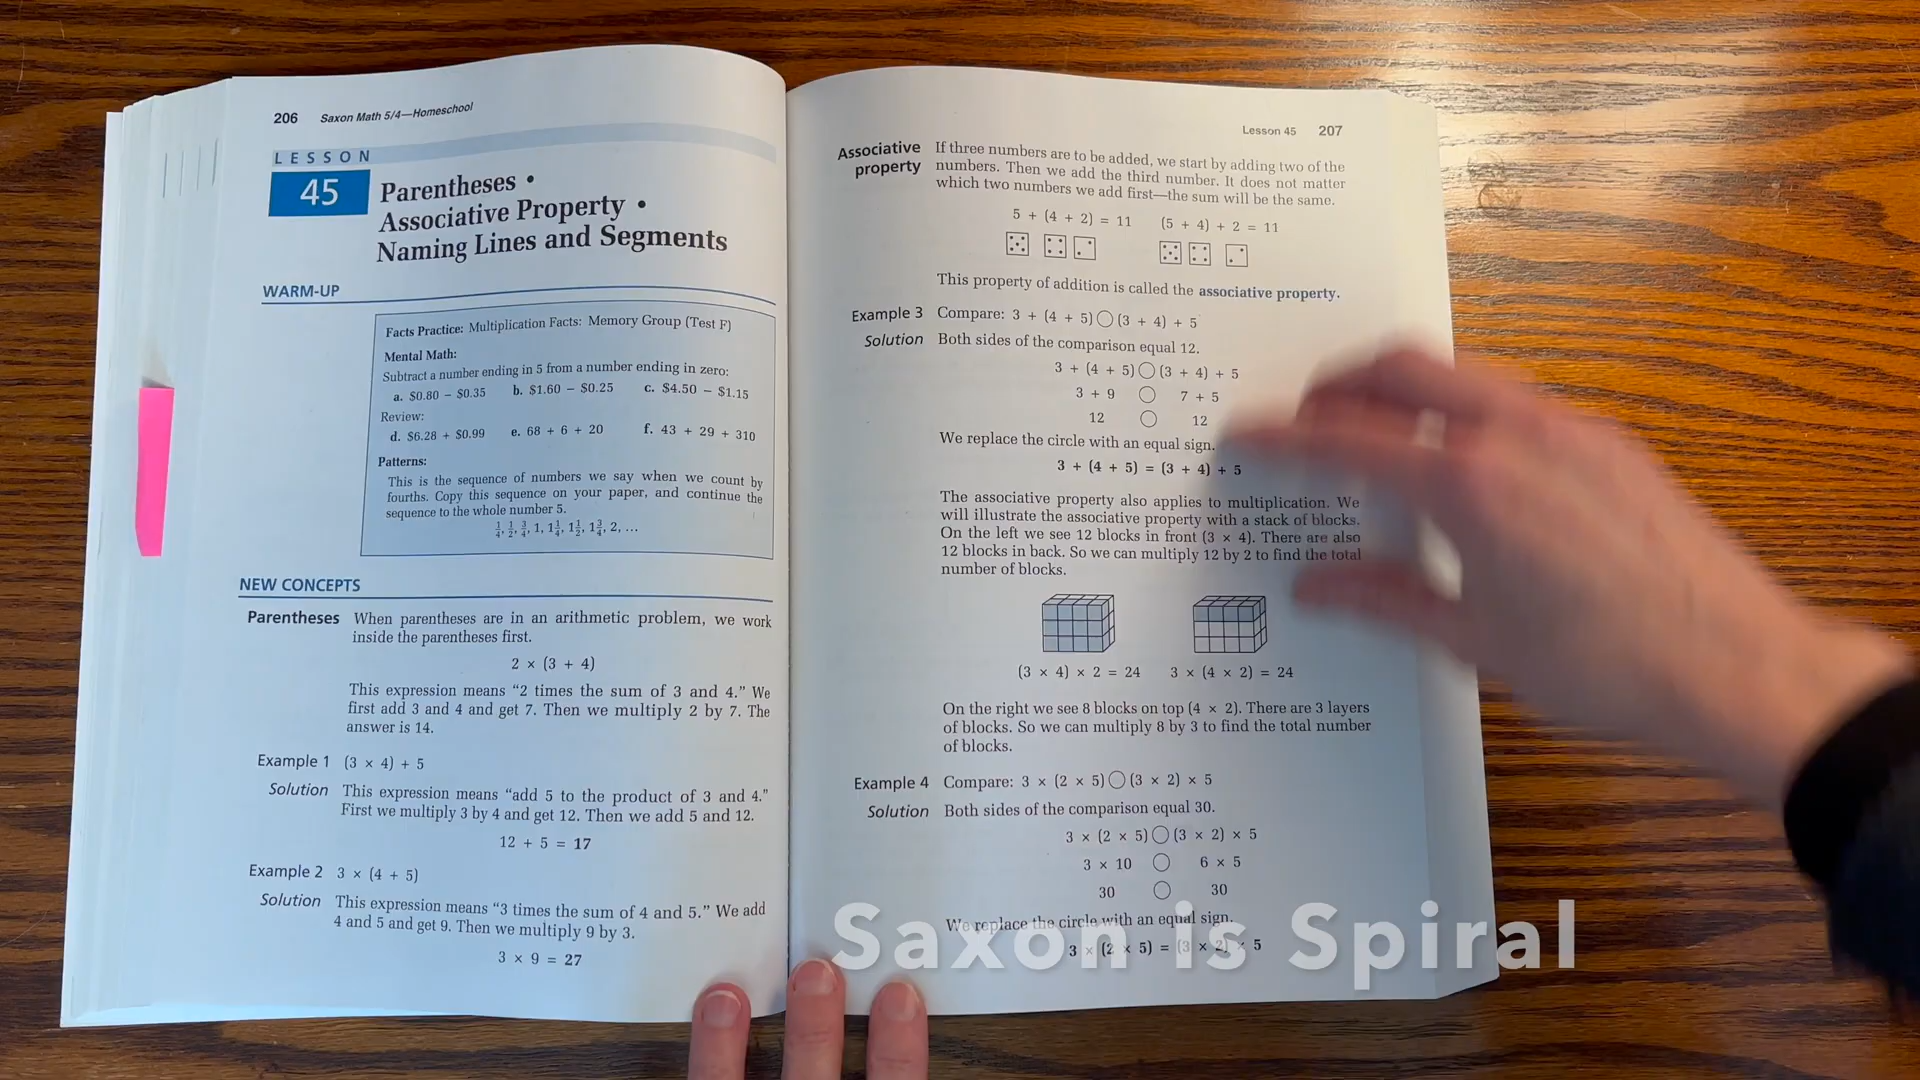 206 Saxon Math 5/4—Homeschool
LESSON
45
Parentheses •
Associative Property •
Naming Lines and Segments
WARM-UP
Facts Practice: Multiplication Facts: Memory Group (Test F)
Mental Math:
Subtract a number ending in 5 from a number ending in zero:
a. $0.80 − $0.35 b. $1.60 − $0.25 c. $4.50 − $1.15
Review:
d. $6.28 + $0.99 e. 68 + 6 + 20 f. 43 + 29 + 310
Patterns:
This is the sequence of numbers we say when we count by
fourths. Copy this sequence on your paper, and continue the
sequence to the whole number 5.
1/4, 1/2, 3/4, 1, 1 1/4, 1 1/2, 1 3/4, 2, ...
NEW CONCEPTS
Parentheses When parentheses are in an arithmetic problem, we work
inside the parentheses first.
2 × (3 + 4)
This expression means “2 times the sum of 3 and 4.” We
first add 3 and 4 and get 7. Then we multiply 2 by 7. The
answer is 14.
Example 1 (3 × 4) + 5
Solution This expression means “add 5 to the product of 3 and 4.”
First we multiply 3 by 4 and get 12. Then we add 5 and 12.
12 + 5 = 17
Example 2 3 × (4 + 5)
Solution This expression means “3 times the sum of 4 and 5.” We add
4 and 5 and get 9. Then we multiply 9 by 3.
3 × 9 = 27
Lesson 45 207
Associative property
If three numbers are to be added, we start by adding two of the
numbers. Then we add the third number. It does not matter
which two numbers we add first—the sum will be the same.
5 + (4 + 2) = 11 (5 + 4) + 2 = 11
This property of addition is called the associative property.
Example 3 Compare: 3 + (4 + 5) ○ (3 + 4) + 5
Solution Both sides of the comparison equal 12.
3 + (4 + 5) ○ (3 + 4) + 5
3 + 9 ○ 7 + 5
12 ○ 12
We replace the circle with an equal sign.
3 + (4 + 5) = (3 + 4) + 5
The associative property also applies to multiplication. We
will illustrate the associative property with a stack of blocks.
On the left we see 12 blocks in front (3 × 4). There are also
12 blocks in back. So we can multiply 12 by 2 to find the total
number of blocks.
(3 × 4) × 2 = 24 3 × (4 × 2) = 24
On the right we see 8 blocks on top (4 × 2). There are 3 layers
of blocks. So we can multiply 8 by 3 to find the total number
of blocks.
Example 4 Compare: 3 × (2 × 5) ○ (3 × 2) × 5
Solution Both sides of the comparison equal 30.
3 × (2 × 5) ○ (3 × 2) × 5
3 × 10 ○ 6 × 5
30 ○ 30
We replace the circle with an equal sign.
3 × (2 × 5) = (3 × 2) × 5
Saxon is Spiral